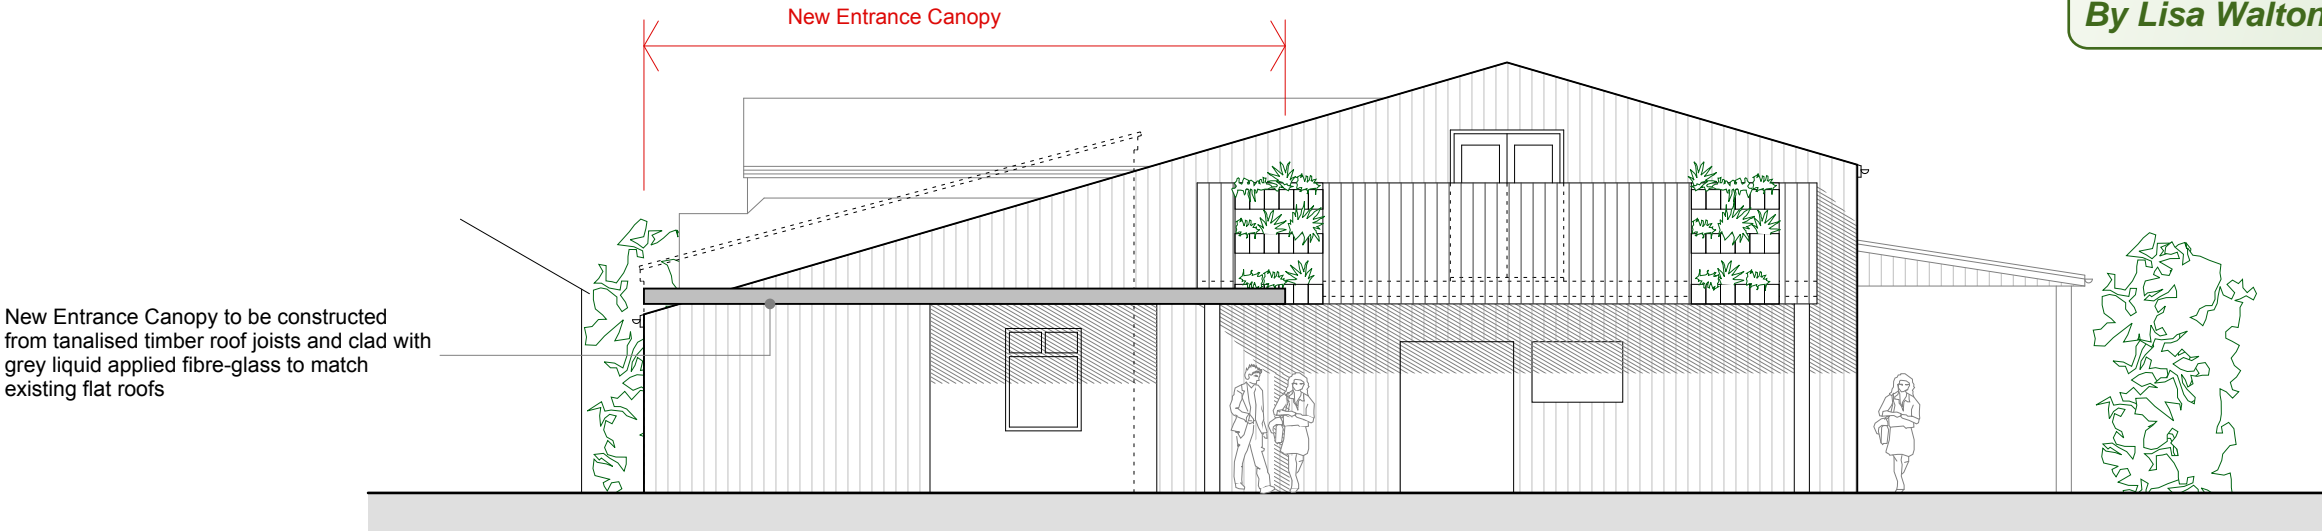 New Entrance Canopy
By Lisa Walton
New Entrance Canopy to be constructed
from tanalised timber roof joists and clad with
grey liquid applied fibre-glass to match
existing flat roofs